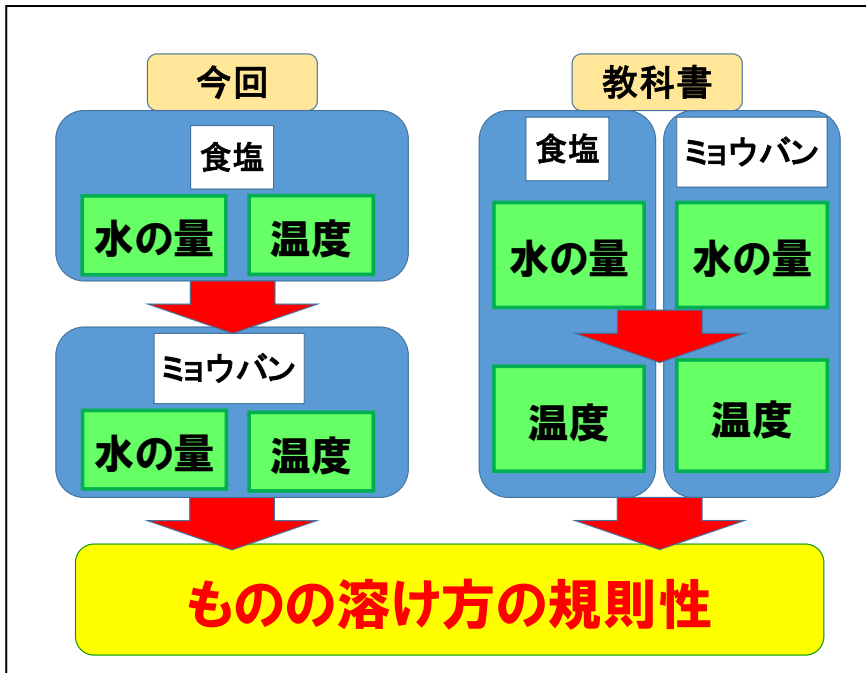 今回
食塩
水の量
温度
ミョウバン
水の量
温度
教科書
食塩
ミョウバン
水の量
水の量
温度
温度
ものの溶け方の規則性